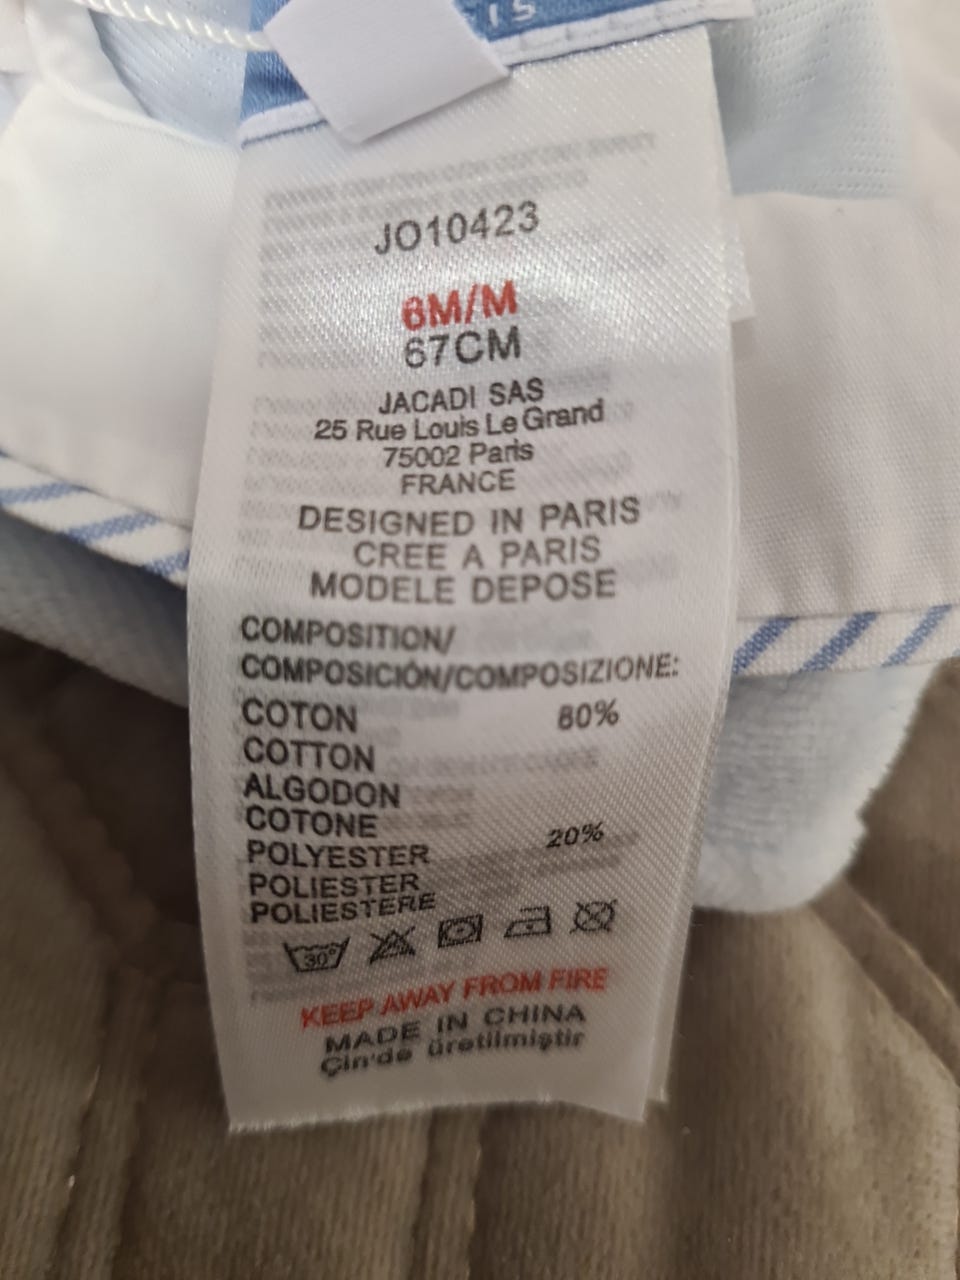 IS
JO10423
6M/M
67CM
JACADI SAS
25 Rue Louis Le Grand
75002 Paris
FRANCE
DESIGNED IN PARIS
CREE A PARIS
MODELE DEPOSE
COMPOSITION/
COMPOSICIÓN/COMPOSIZIONE:
COTON 80%
COTTON
ALGODON
COTONE
POLYESTER 20%
POLIESTER
POLIESTERE
30°
KEEP AWAY FROM FIRE
MADE IN CHINA
Çin'de üretilmiştir